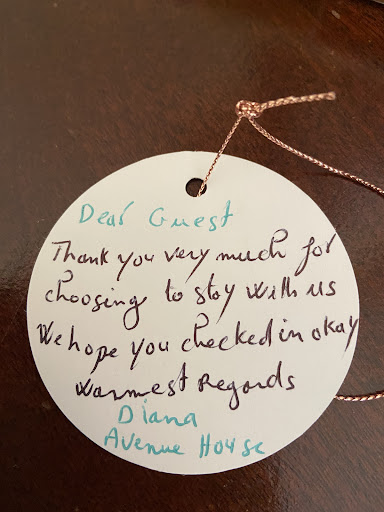 Dear Guest
Thank you very much for
choosing to stay with us
We hope you checked in okay
warmest Regards
Diana
Avenue House